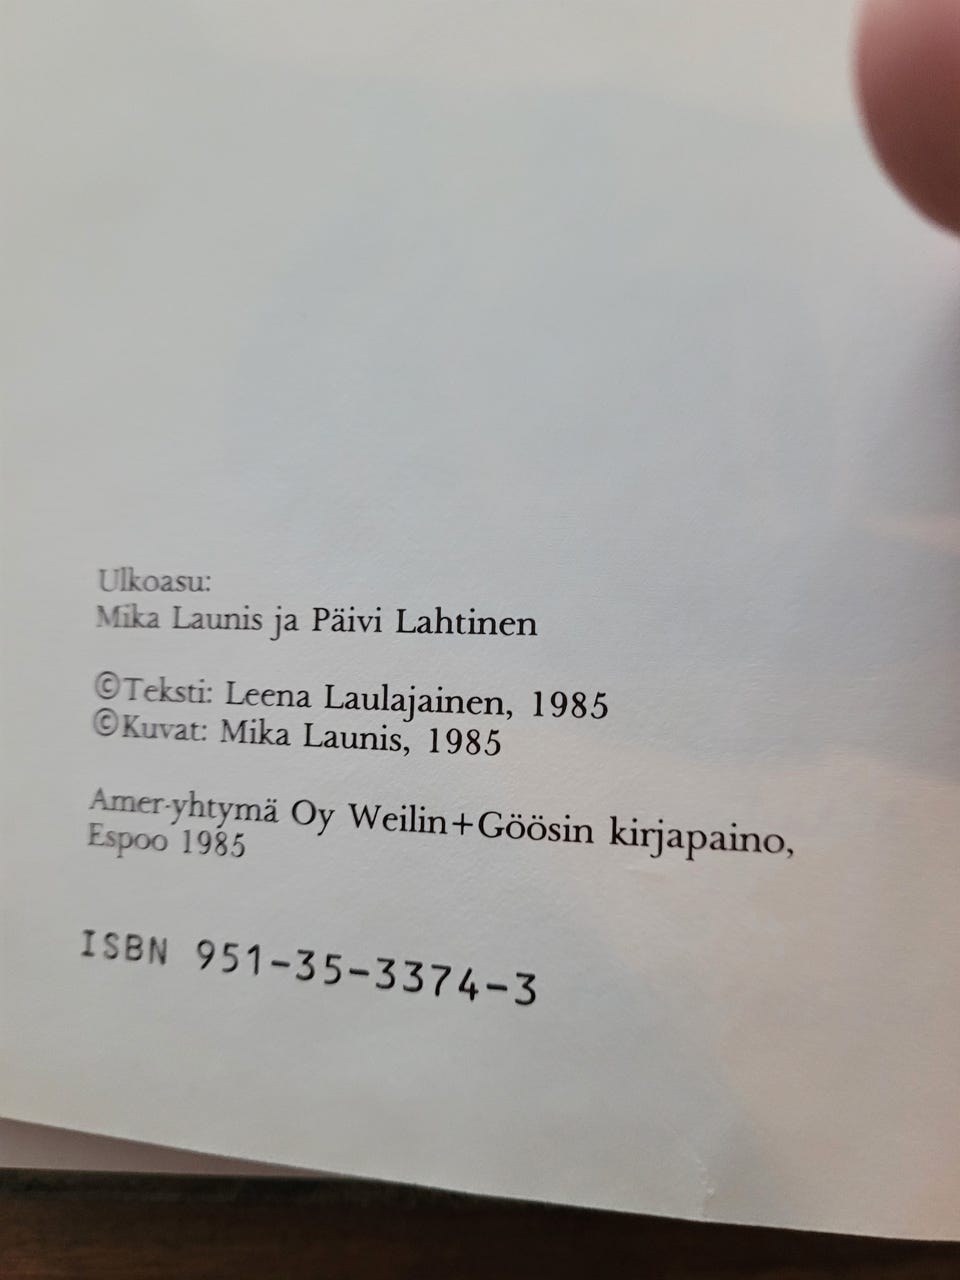 Ulkoasu:
Mika Launis ja Päivi Lahtinen
©Teksti: Leena Laulajainen, 1985
©Kuvat: Mika Launis, 1985
Amer-yhtymä Oy Weilin+Göösin kirjapaino,
Espoo 1985
ISBN 951-35-3374-3